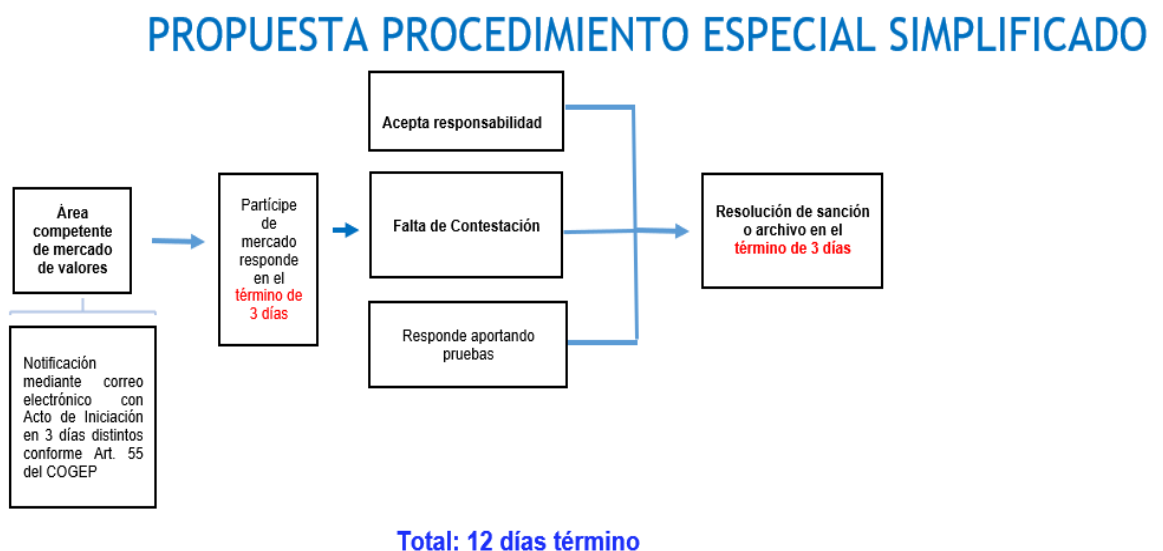 PROPUESTA PROCEDIMIENTO ESPECIAL SIMPLIFICADO
Área
competente
de mercado
de valores
Notificación
mediante correo
electrónico con
Acto de Iniciación
en 3 días distintos
conforme Art. 55
del COGEP
Partícipe
de
mercado
responde
en el
término de
3 días
Acepta responsabilidad
Falta de Contestación
Responde aportando
pruebas
Resolución de sanción
o archivo en el
término de 3 días
Total: 12 días término